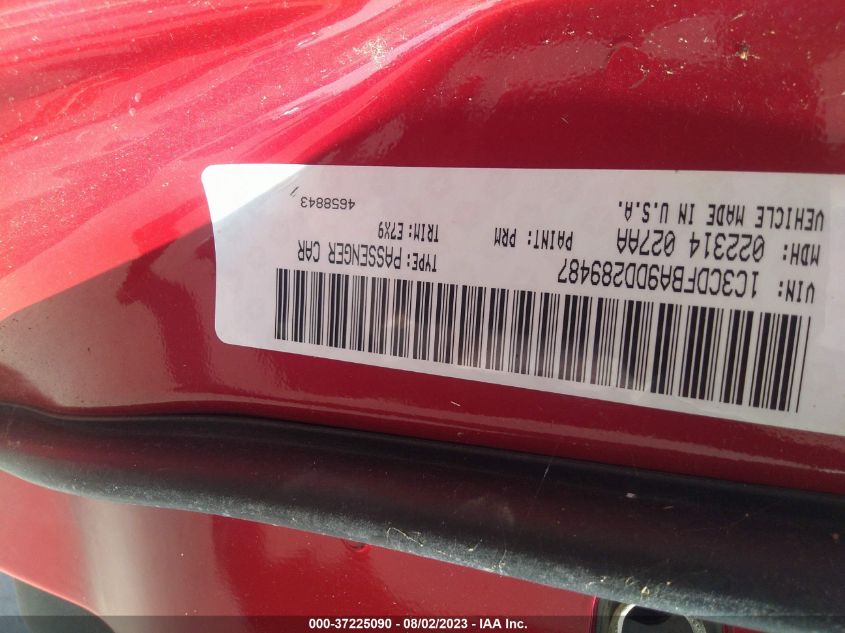 VIN: 1C3CDFBA9DD289487
TYPE: PASSENGER CAR
MDH: 022314 027AA
PAINT: PRM
TRIM: E7X9
VEHICLE MADE IN U.S.A.
4658843
000-37225090 - 08/02/2023 - IAA Inc.